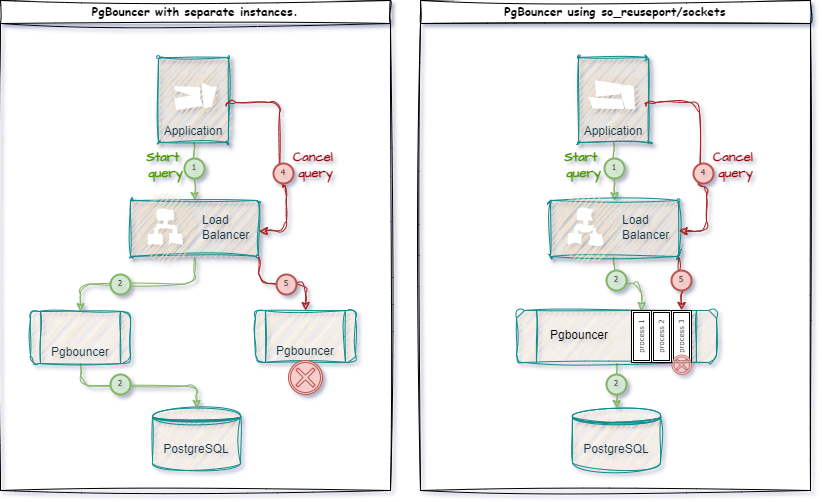 PgBouncer with separate instances.
Application
Start
query
1
4
Cancel
query
Load
Balancer
2
5
Pgbouncer
Pgbouncer
2
PostgreSQL
PgBouncer using so_reuseport/sockets
Application
Start
query
1
4
Cancel
query
Load
Balancer
2
5
Pgbouncer
process 1
process 2
process 3
2
PostgreSQL